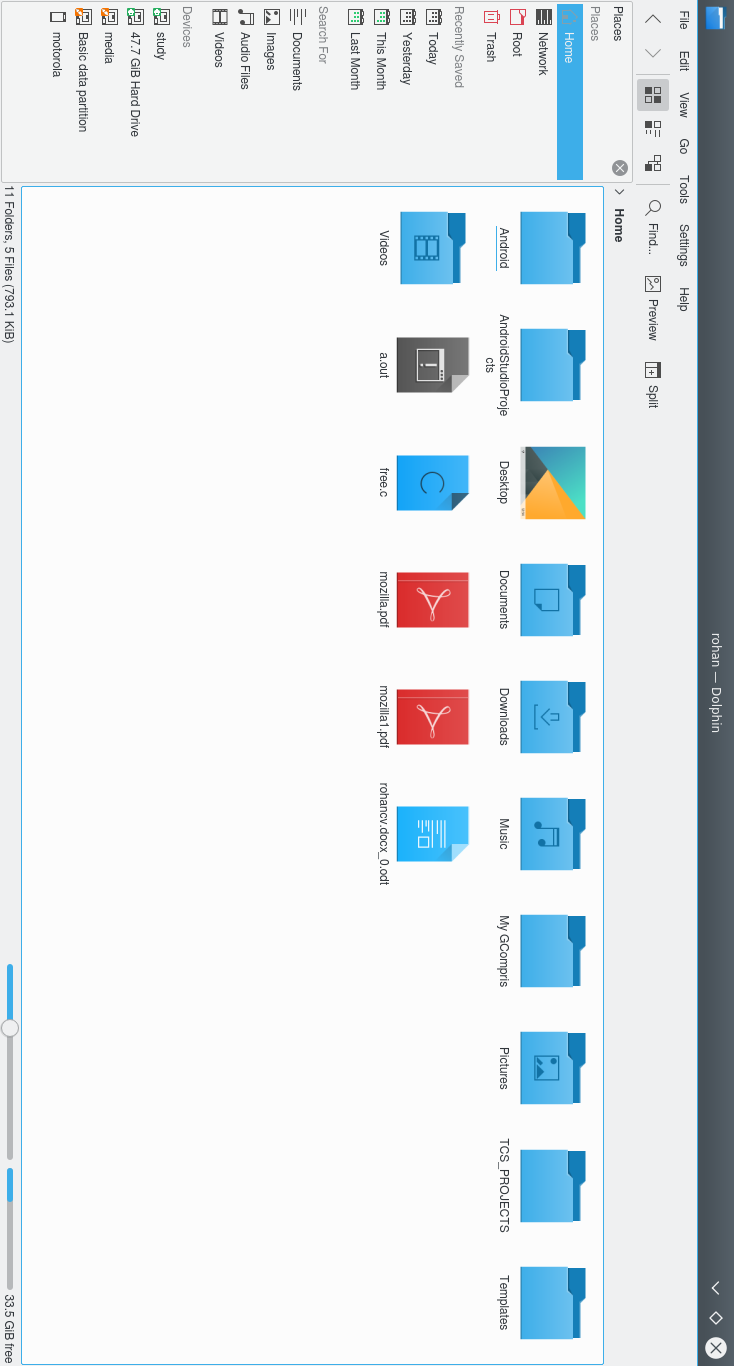 rohan — Dolphin
File Edit View Go Tools Settings Help
Find... Preview Split
Places
Places
Home
Network
Root
Trash
Recently Saved
Today
Yesterday
This Month
Last Month
Search For
Documents
Images
Audio Files
Videos
Devices
study
47.7 GiB Hard Drive
media
Basic data partition
motorola
Home
Android
AndroidStudioProje
cts
Desktop
Documents
Downloads
Music
My GCompris
Pictures
TCS_PROJECTS
Templates
Videos
a.out
free.c
mozilla.pdf
mozilla1.pdf
rohancv.docx_0.odt
11 Folders, 5 Files (793.1 KiB)
33.5 GiB free